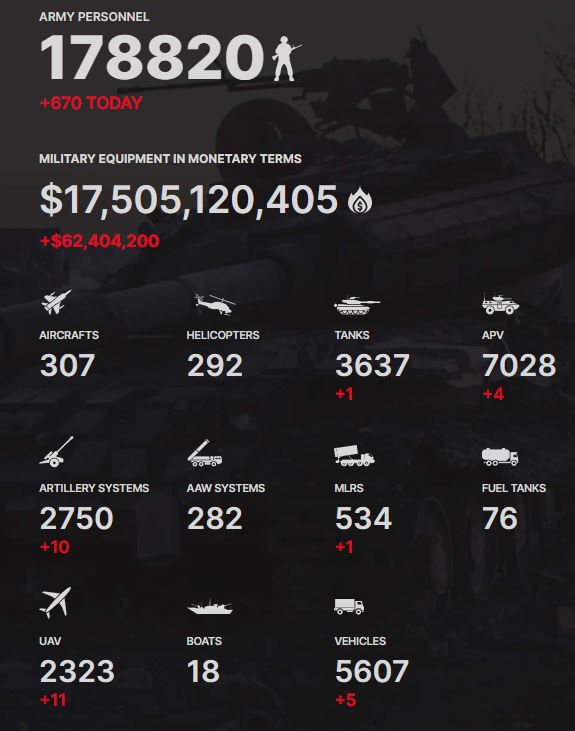 ARMY PERSONNEL
178820
+670 TODAY
MILITARY EQUIPMENT IN MONETARY TERMS
$17,505,120,405
+$62,404,200
AIRCRAFTS HELICOPTERS TANKS APV
307 292 3637 7028
+1 +4
ARTILLERY SYSTEMS AAW SYSTEMS MLRS FUEL TANKS
2750 282 534 76
+10 +1
UAV BOATS VEHICLES
2323 18 5607
+11 +5